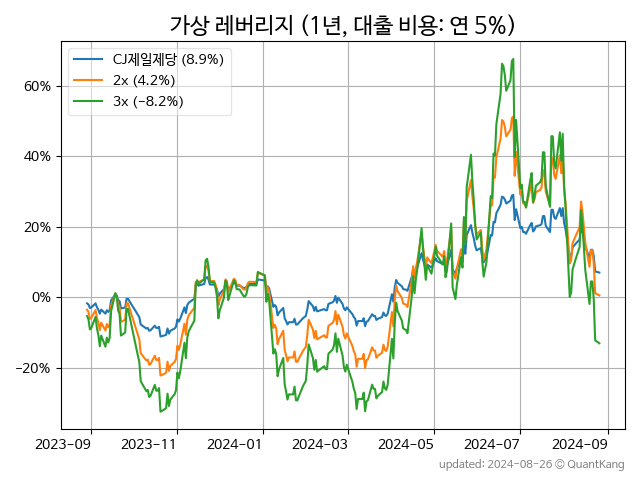 가상 레버리지 (1년, 대출 비용: 연 5%)
CJ제일제당 (8.9%)
2x (4.2%)
3x (−8.2%)
60%
40%
20%
0%
−20%
2023-09 2023-11 2024-01 2024-03 2024-05 2024-07 2024-09
updated: 2024-08-26 © QuantKang